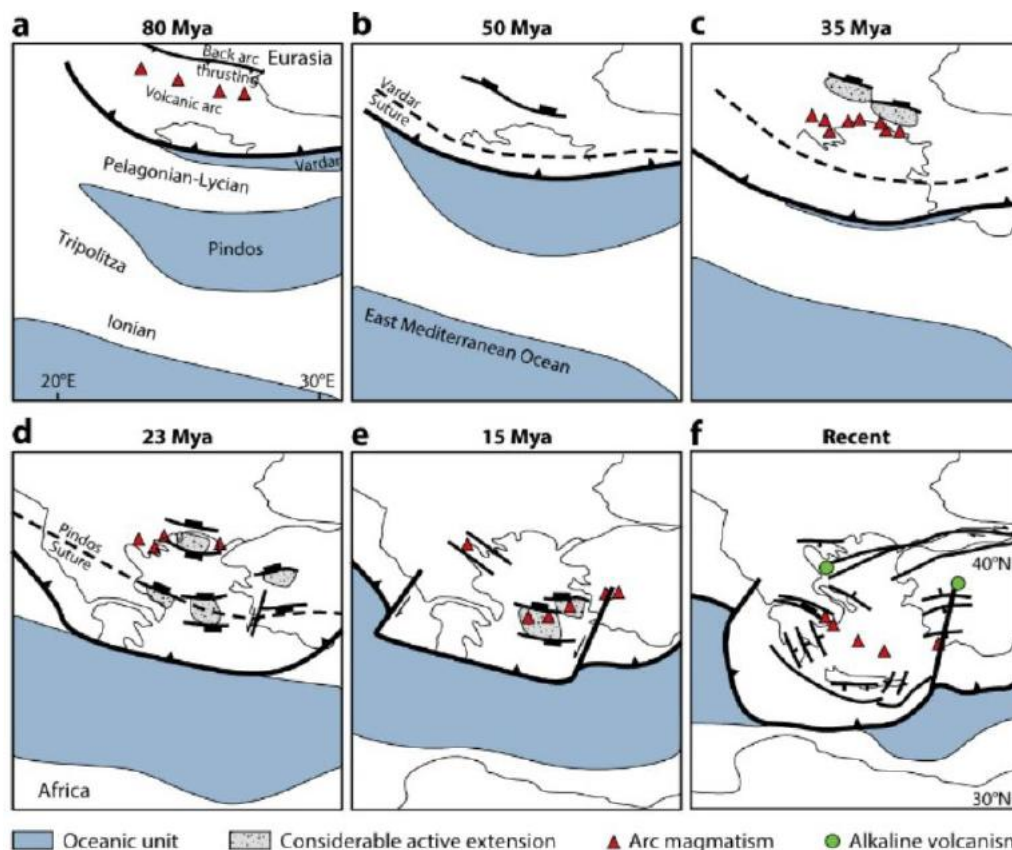 a 80 Mya
Back arc
thrusting
Eurasia
Volcanic arc
Vardar
Pelagonian-Lycian
Pindos
Tripolitza
Ionian
20°E
30°E
b 50 Mya
Vardar
Suture
East Mediterranean Ocean
c 35 Mya
d 23 Mya
Pindos
Suture
Africa
e 15 Mya
f Recent
40°N
30°N
Oceanic unit
Considerable active extension
Arc magmatism
Alkaline volcanism